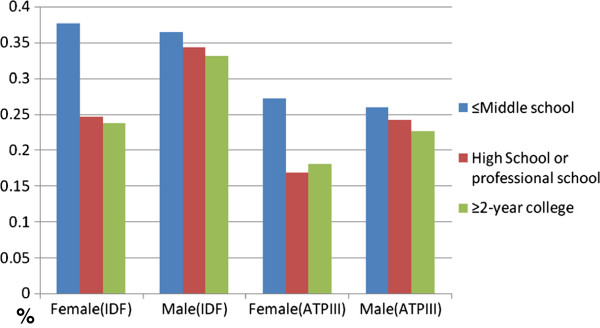 0.4
0.35
0.3
0.25
0.2
0.15
0.1
0.05
0
%
Female(IDF) Male(IDF) Female(ATPIII) Male(ATPIII)
≤Middle school
High School or
professional school
≥2-year college